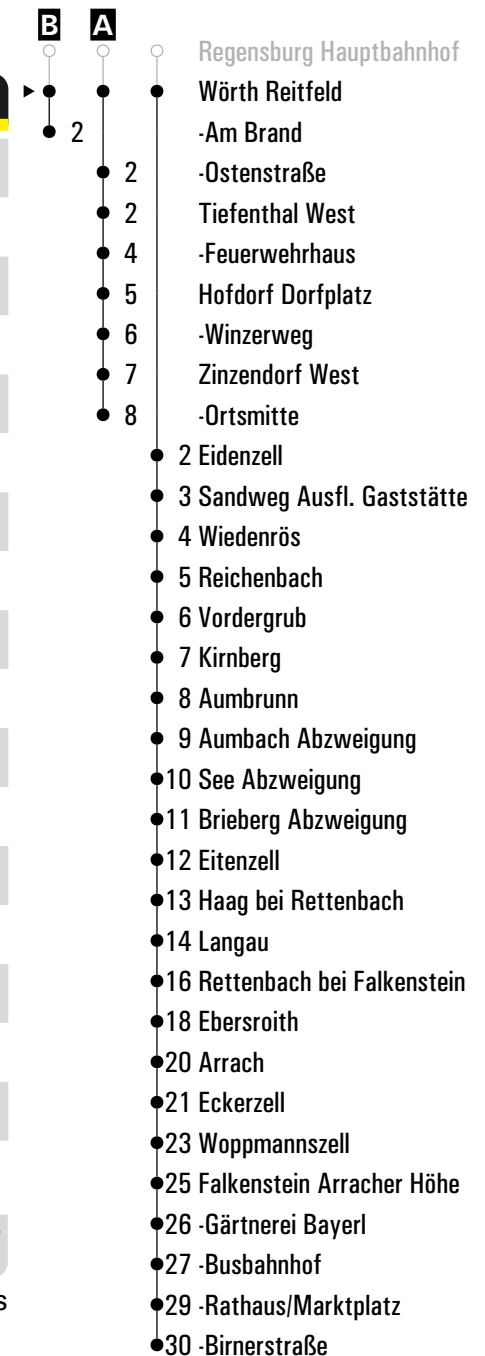 B A
Regensburg Hauptbahnhof
Wörth Reitfeld
2 -Am Brand
2 -Ostenstraße
2 Tiefenthal West
4 -Feuerwehrhaus
5 Hofdorf Dorfplatz
6 -Winzerweg
7 Zinzendorf West
8 -Ortsmitte
2 Eidenzell
3 Sandweg Ausfl. Gaststätte
4 Wiedenrös
5 Reichenbach
6 Vordergrub
7 Kirnberg
8 Aumbrunn
9 Aumbach Abzweigung
10 See Abzweigung
11 Brieberg Abzweigung
12 Eitenzell
13 Haag bei Rettenbach
14 Langau
16 Rettenbach bei Falkenstein
18 Ebersroith
20 Arrach
21 Eckerzell
23 Woppmannszell
25 Falkenstein Arracher Höhe
26 -Gärtnerei Bayerl
27 -Busbahnhof
s
29 -Rathaus/Marktplatz
30 -Birnerstraße